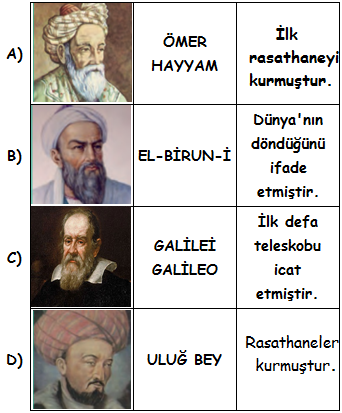 A)
ÖMER
HAYYAM
İlk
rasathaneyi
kurmuştur.
B)
EL-BİRUN-İ
Dünya'nın
döndüğünü
ifade
etmiştir.
C)
GALİLEİ
GALİLEO
İlk defa
teleskobu
icat
etmiştir.
D)
ULUĞ BEY
Rasathaneler
kurmuştur.